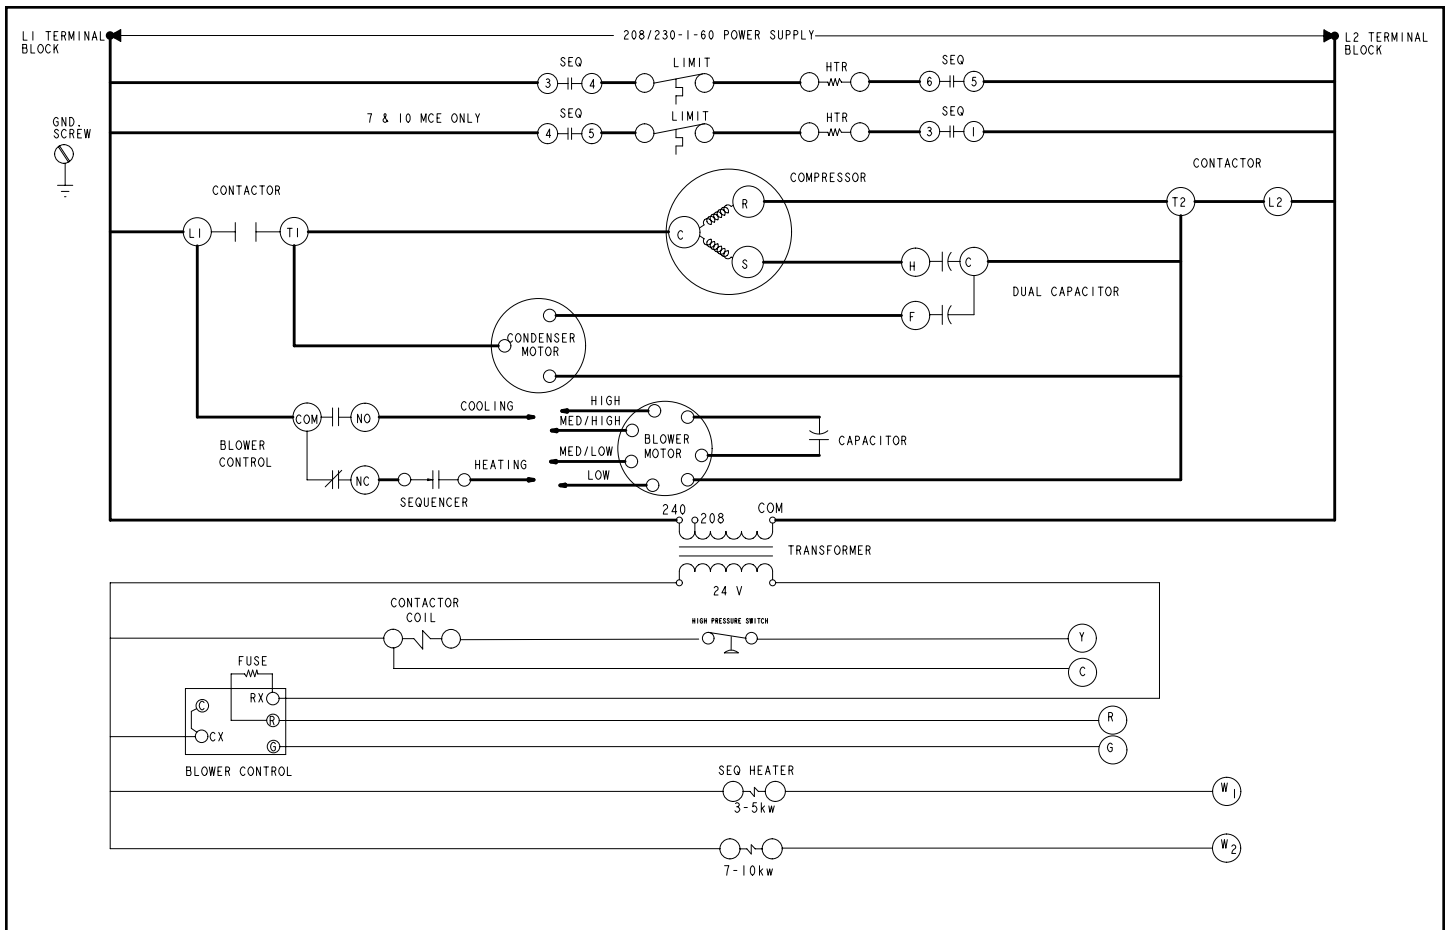 L1 TERMINAL
BLOCK
208/230-1-60 POWER SUPPLY
L2 TERMINAL
BLOCK
SEQ
LIMIT
HTR
SEQ
3
4
6
5
GND.
SCREW
7 & 10 MCE ONLY
SEQ
LIMIT
HTR
SEQ
4
5
3
1
CONTACTOR
COMPRESSOR
CONTACTOR
L1
T1
C
R
S
T2
L2
H
C
DUAL CAPACITOR
F
CONDENSER
MOTOR
COOLING
HIGH
MED/HIGH
COM
NO
BLOWER
CONTROL
BLOWER
MOTOR
CAPACITOR
MED/LOW
HEATING
LOW
NC
SEQUENCER
240
208
COM
TRANSFORMER
24 V
CONTACTOR
COIL
HIGH PRESSURE SWITCH
Y
C
FUSE
RX
C
R
R
CX
G
G
BLOWER CONTROL
SEQ HEATER
3-5kw
W1
7-10kw
W2